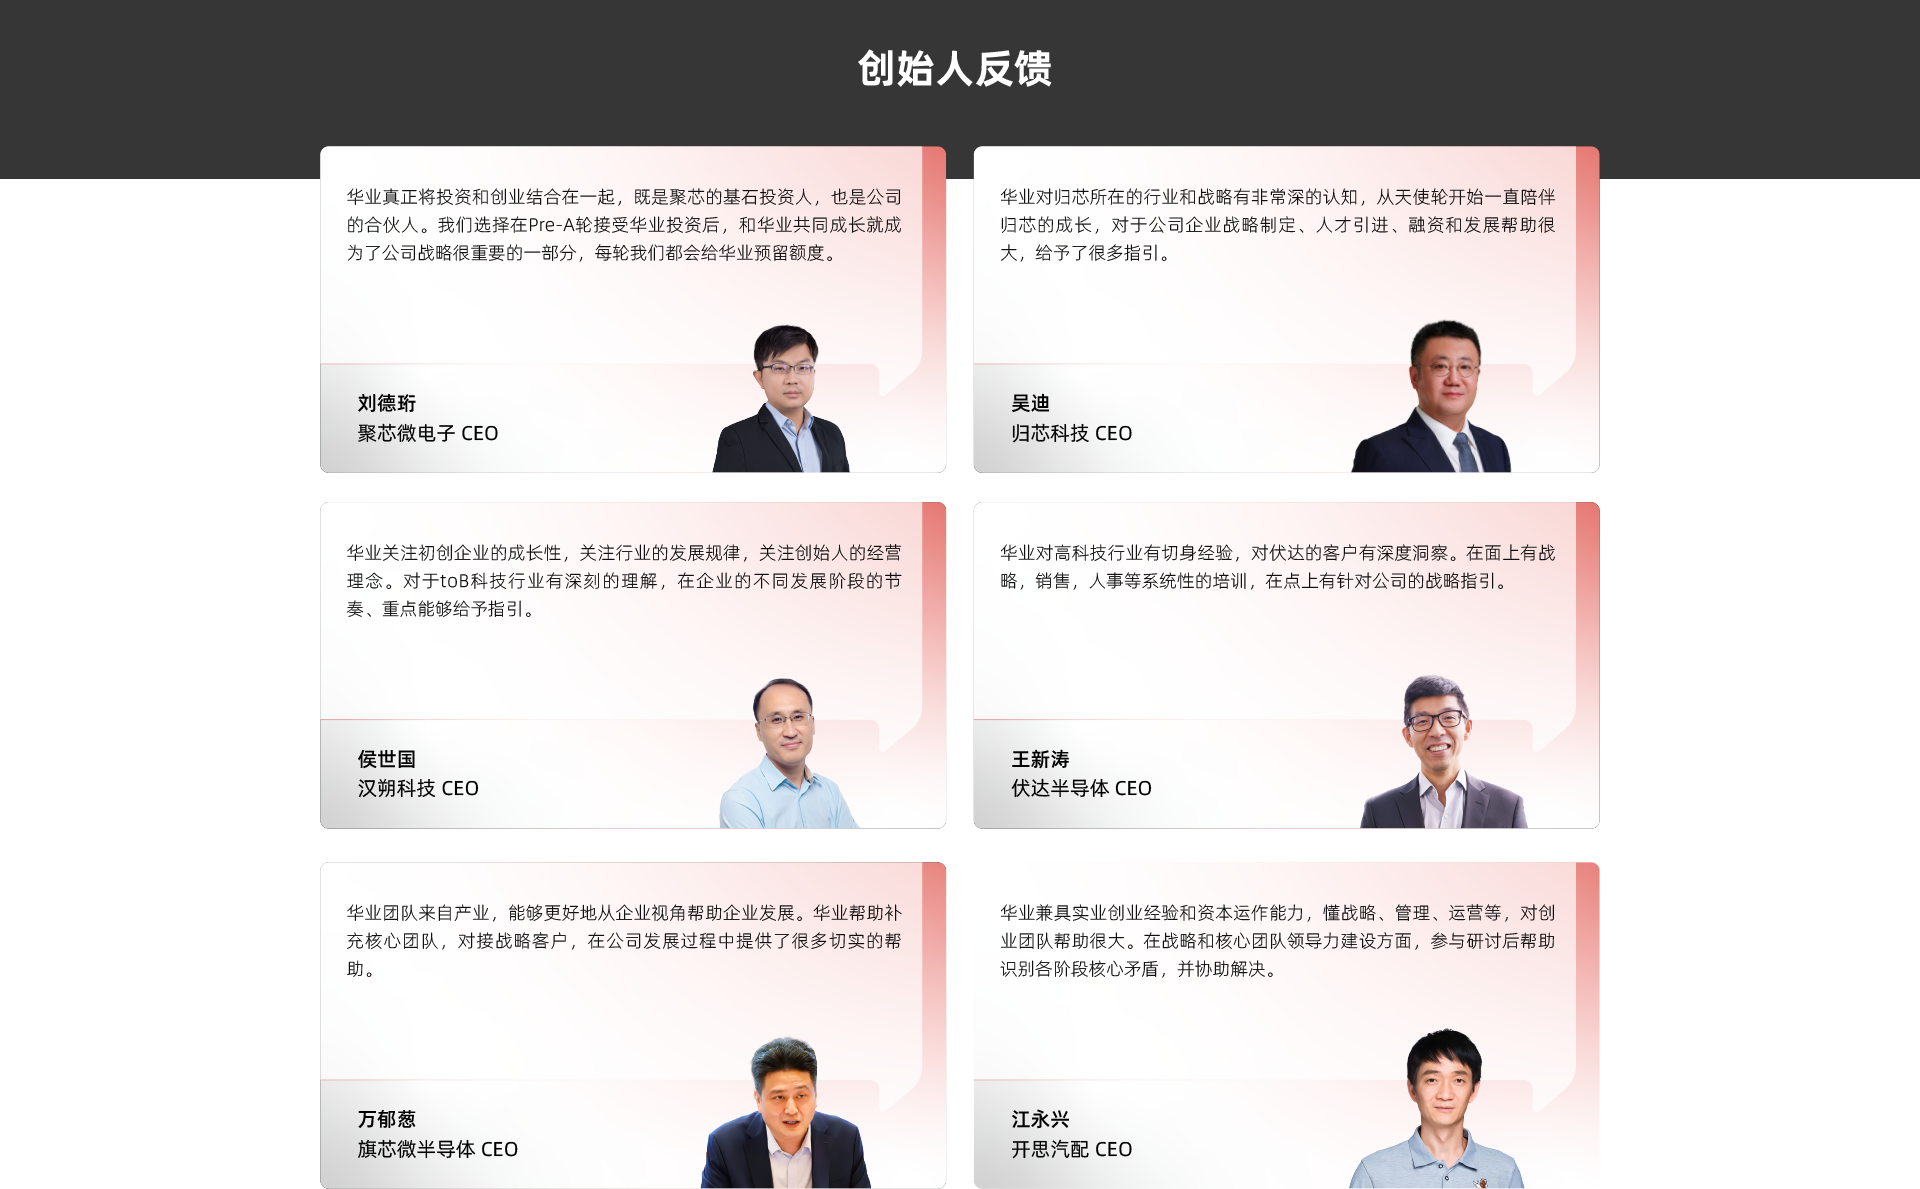 创始人反馈
华业真正将投资和创业结合在一起，既是聚芯的基石投资人，也是公司
的合伙人。我们选择在Pre-A轮接受华业投资后，和华业共同成长就成
为了公司战略很重要的一部分，每轮我们都会给华业预留额度。
刘德珩
聚芯微电子 CEO
华业对归芯所在的行业和战略有非常深的认知，从天使轮开始一直陪伴
归芯的成长，对于公司企业战略制定、人才引进、融资和发展帮助很
大，给予了很多指引。
吴迪
归芯科技 CEO
华业关注初创企业的成长性，关注行业的发展规律，关注创始人的经营
理念。对于toB科技行业有深刻的理解，在企业的不同发展阶段的节
奏、重点能够给予指引。
侯世国
汉朔科技 CEO
华业对高科技行业有切身经验，对伏达的客户有深度洞察。在面上有战
略，销售，人事等系统性的培训，在点上有针对公司的战略指引。
王新涛
伏达半导体 CEO
华业团队来自产业，能够更好地从企业视角帮助企业发展。华业帮助补
充核心团队，对接战略客户，在公司发展过程中提供了很多切实的帮
助。
万郁葱
旗芯微半导体 CEO
华业兼具实业创业经验和资本运作能力，懂战略、管理、运营等，对创
业团队帮助很大。在战略和核心团队领导力建设方面，参与研讨后帮助
识别各阶段核心矛盾，并协助解决。
江永兴
开思汽配 CEO